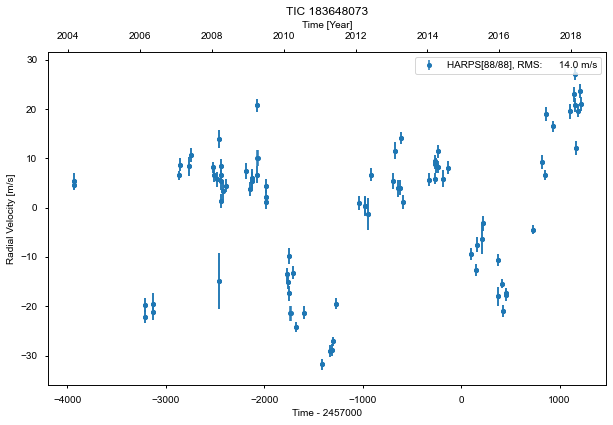 TIC 183648073
Time [Year]
2004 2006 2008 2010 2012 2014 2016 2018
HARPS[88/88], RMS: 14.0 m/s
30
20
10
0
−10
−20
−30
Radial Velocity [m/s]
−4000 −3000 −2000 −1000 0 1000
Time - 2457000